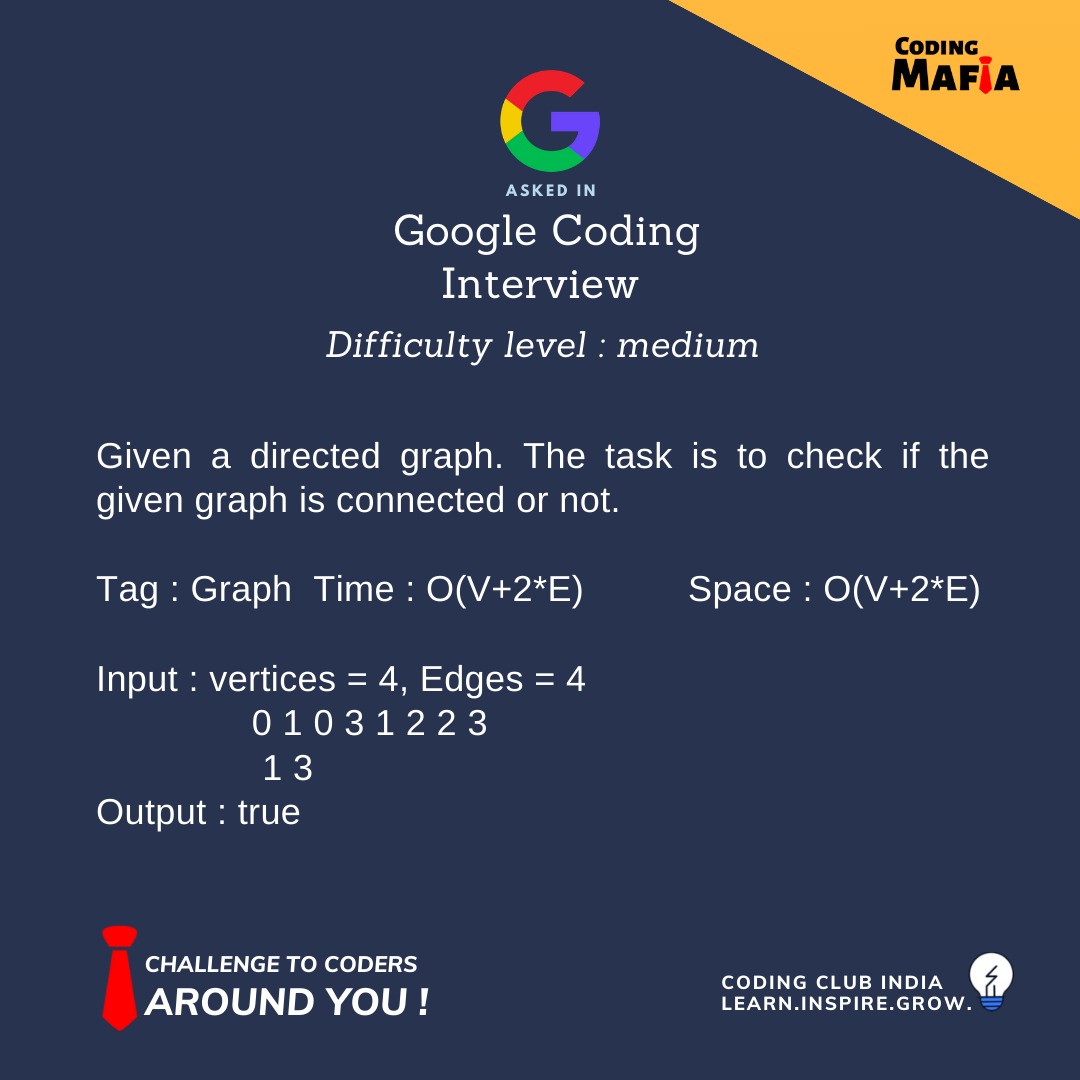 CODING
MAFIA
ASKED IN
Google Coding
Interview
Difficulty level : medium
Given a directed graph. The task is to check if the
given graph is connected or not.
Tag : Graph Time : O(V+2*E) Space : O(V+2*E)
Input : vertices = 4, Edges = 4
0 1 0 3 1 2 2 3
1 3
Output : true
CHALLENGE TO CODERS
AROUND YOU !
CODING CLUB INDIA
LEARN.INSPIRE.GROW.